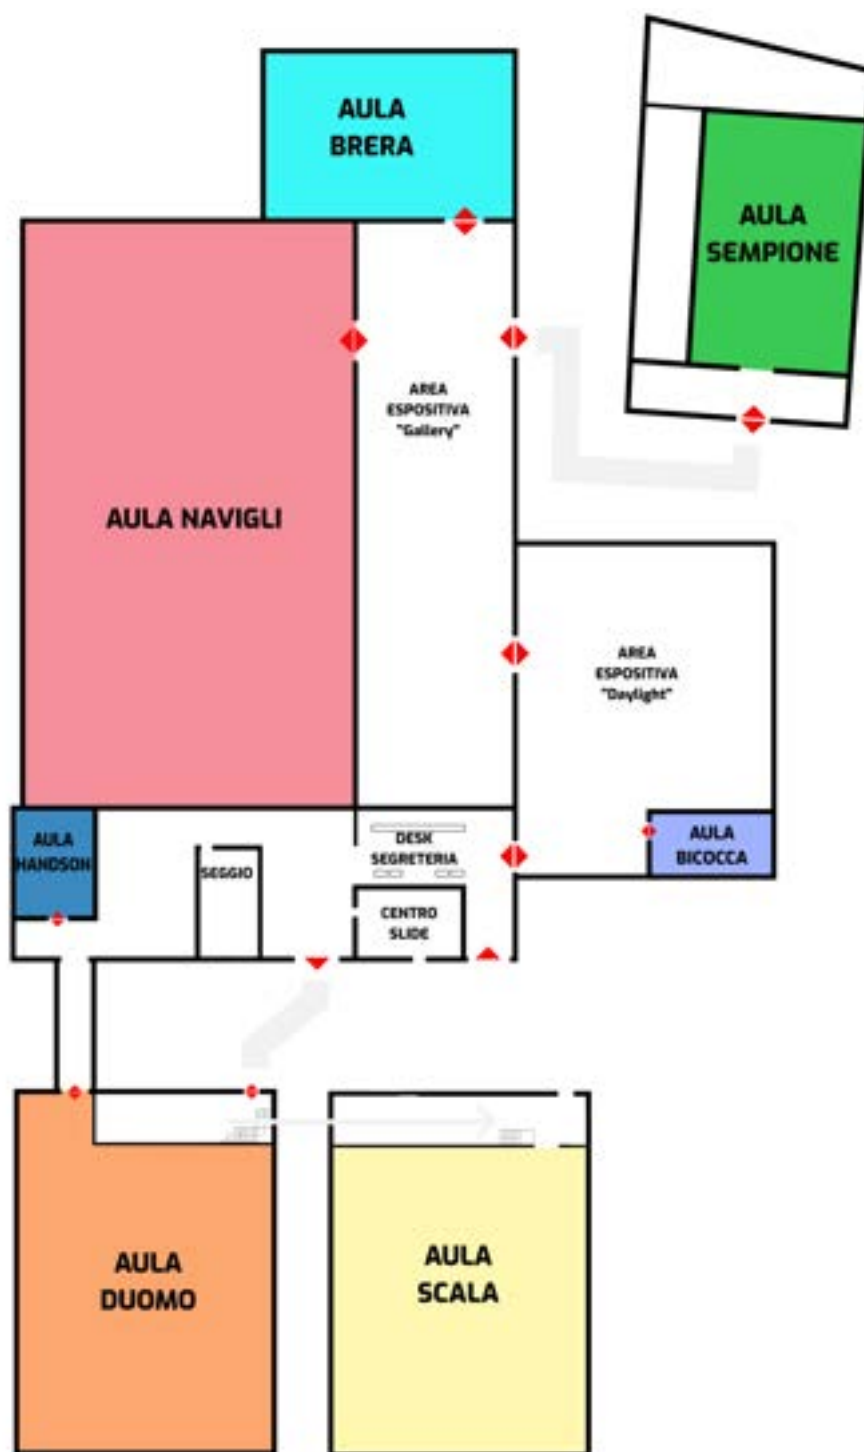 AULA
BRERA
AULA
SEMPIONE
AREA
ESPOSITIVA
"Gallery"
AULA NAVIGLI
AREA
ESPOSITIVA
"Daylight"
AULA
HANDSON
SEGGIO
DESK
SEGRETERIA
AULA
BICOCCA
CENTRO
SLIDE
AULA
DUOMO
AULA
SCALA